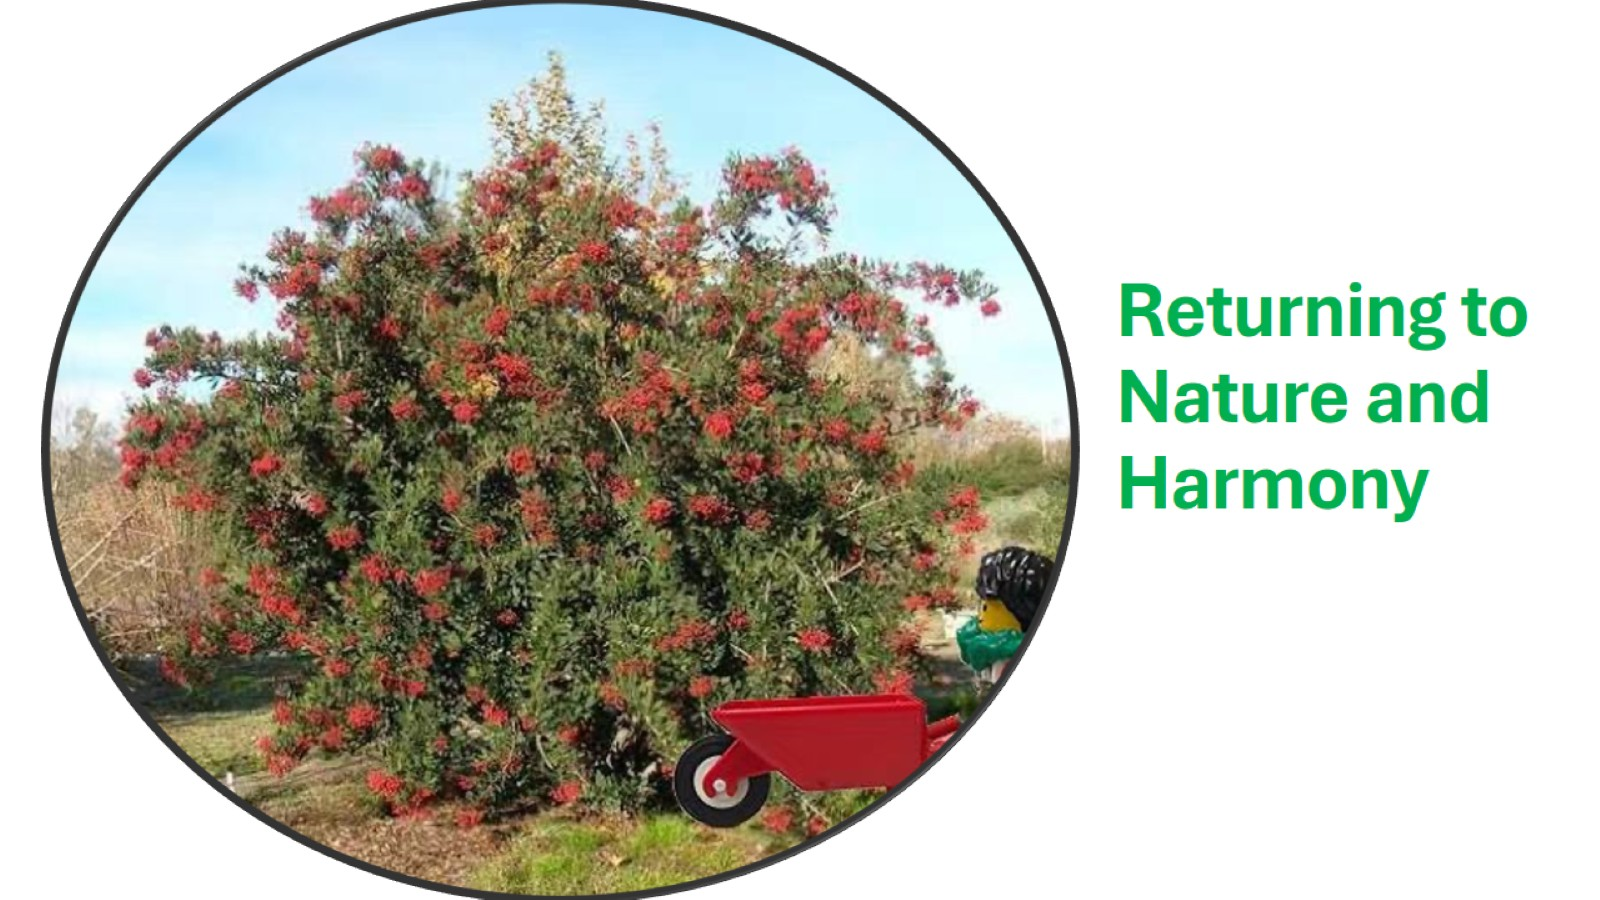 Returning to
Nature and
Harmony